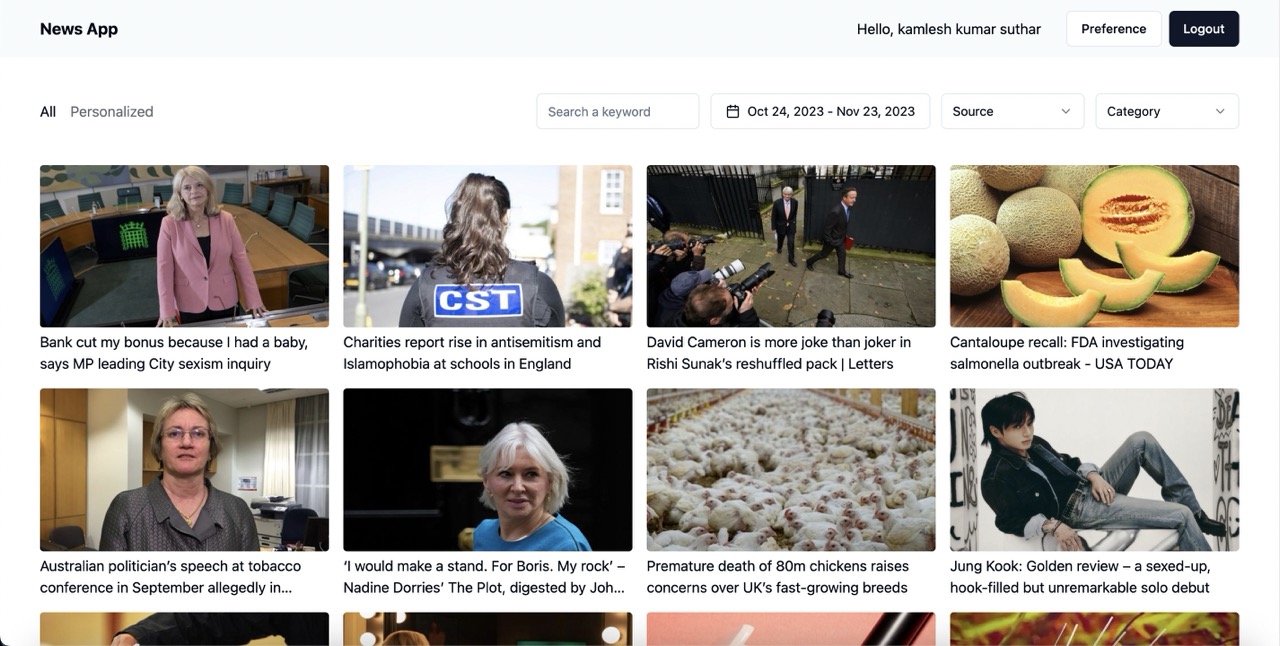 News App
Hello, kamlesh kumar suthar
Preference
Logout
All
Personalized
Search a keyword
Oct 24, 2023 - Nov 23, 2023
Source
Category
CST
Bank cut my bonus because I had a baby,
says MP leading City sexism inquiry
Charities report rise in antisemitism and
Islamophobia at schools in England
David Cameron is more joke than joker in
Rishi Sunak’s reshuffled pack | Letters
Cantaloupe recall: FDA investigating
salmonella outbreak - USA TODAY
Australian politician’s speech at tobacco
conference in September allegedly in...
‘I would make a stand. For Boris. My rock’ –
Nadine Dorries’ The Plot, digested by Joh...
Premature death of 80m chickens raises
concerns over UK’s fast-growing breeds
Jung Kook: Golden review – a sexed-up,
hook-filled but unremarkable solo debut